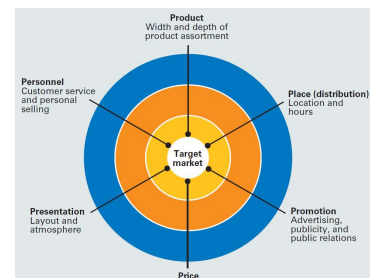 Product
Width and depth of
product assortment
Personnel
Customer service
and personal
selling
Place (distribution)
Location and
hours
Target
market
Presentation
Layout and
atmosphere
Promotion
Advertising,
publicity, and
public relations
Price